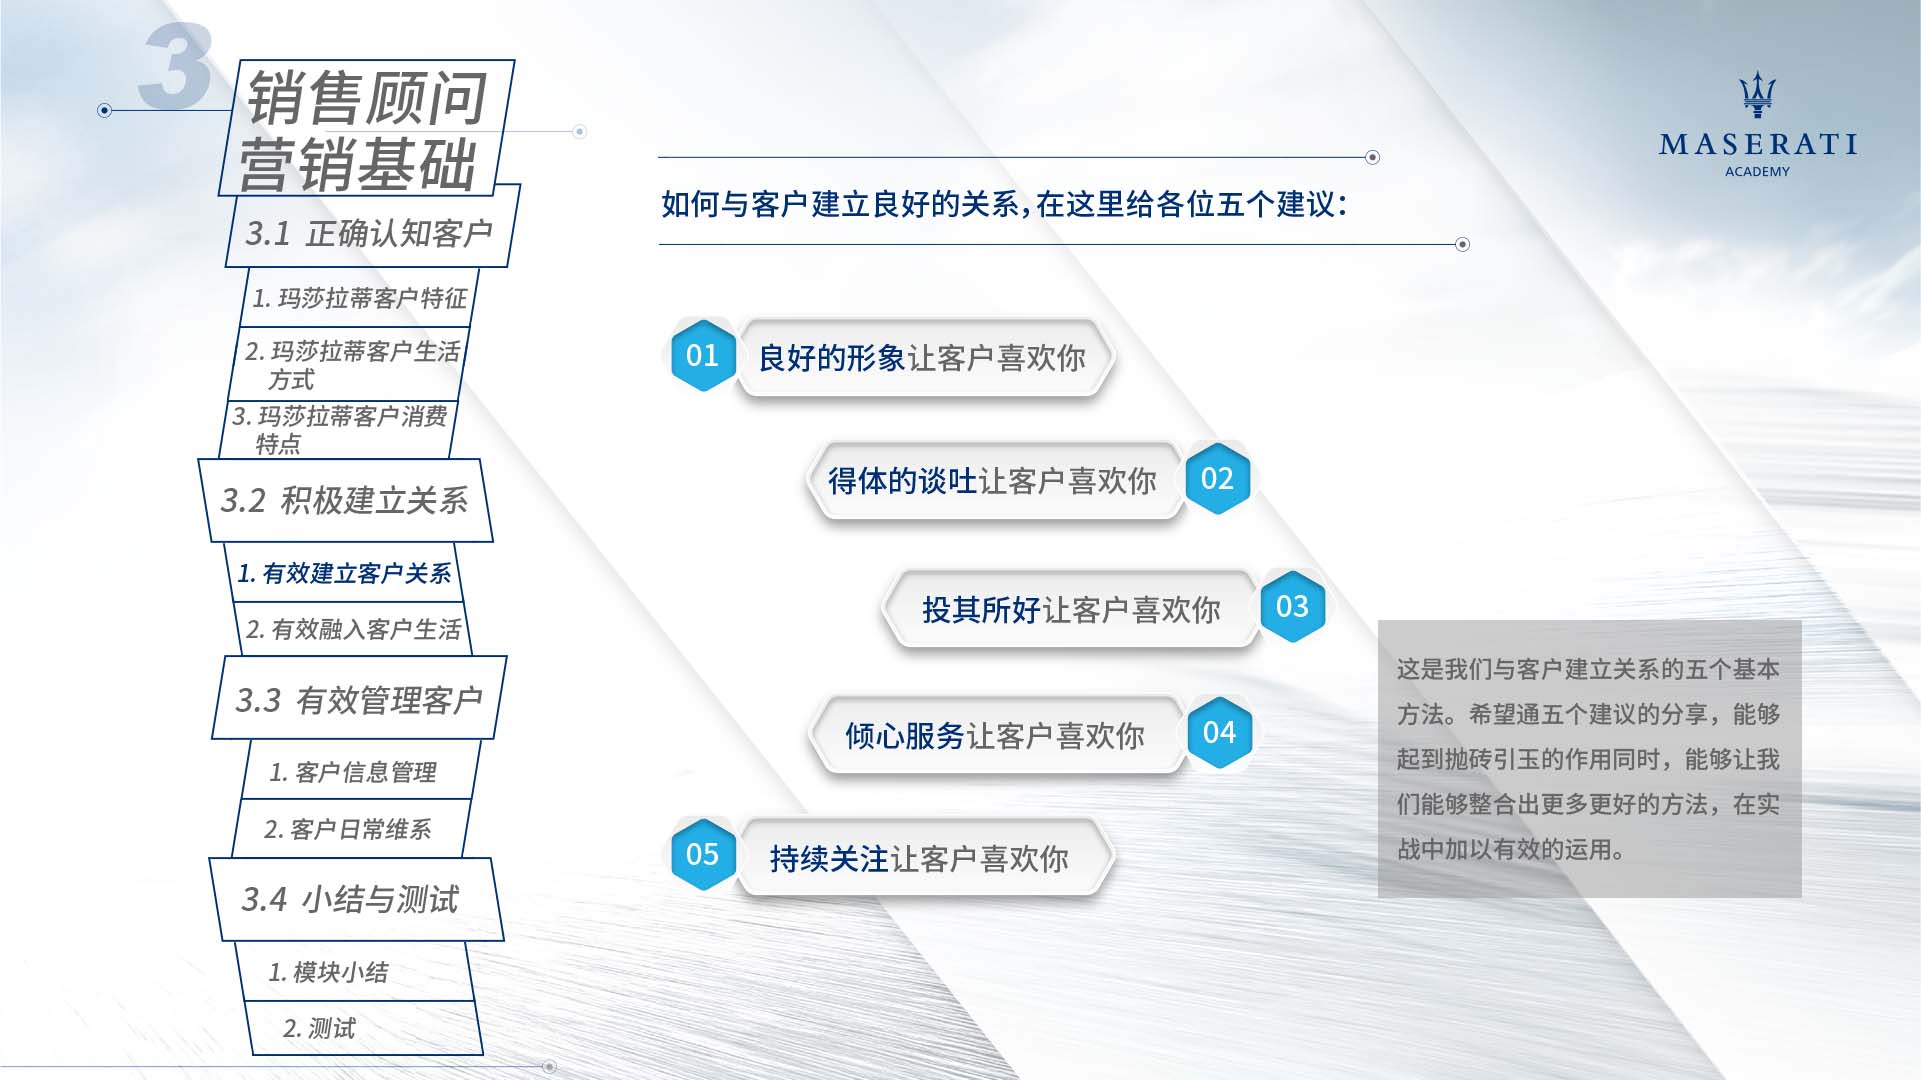 3
销售顾问
营销基础
3.1 正确认知客户
1. 玛莎拉蒂客户特征
2. 玛莎拉蒂客户生活
方式
3. 玛莎拉蒂客户消费
特点
3.2 积极建立关系
1. 有效建立客户关系
2. 有效融入客户生活
3.3 有效管理客户
1. 客户信息管理
2. 客户日常维系
3.4 小结与测试
1. 模块小结
2. 测试
MASERATI
ACADEMY
如何与客户建立良好的关系，在这里给各位五个建议：
01 良好的形象让客户喜欢你
得体的谈吐让客户喜欢你 02
投其所好让客户喜欢你 03
倾心服务让客户喜欢你 04
05 持续关注让客户喜欢你
这是我们与客户建立关系的五个基本
方法。希望通五个建议的分享，能够
起到抛砖引玉的作用同时，能够让我
们能够整合出更多更好的方法，在实
战中加以有效的运用。